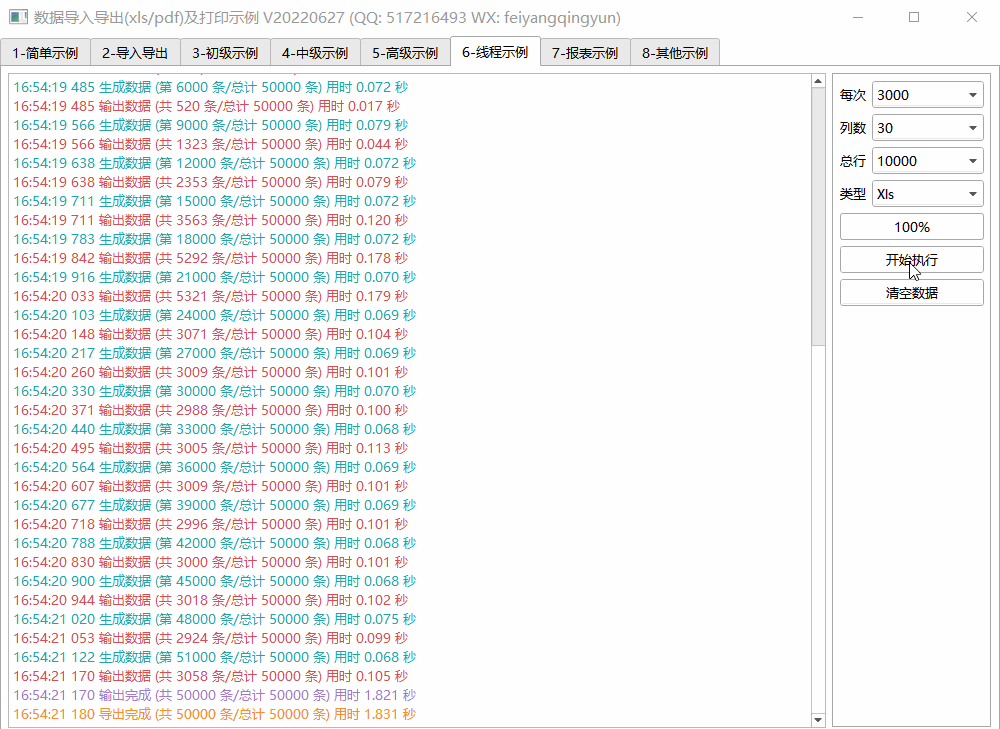 数据导入导出(xls/pdf)及打印示例 V20220627 (QQ: 517216493 WX: feiyangqingyun)
1-简单示例 2-导入导出 3-初级示例 4-中级示例 5-高级示例 6-线程示例 7-报表示例 8-其他示例
16:54:19 485 生成数据 (第 6000 条/总计 50000 条) 用时 0.072 秒
16:54:19 485 输出数据 (共 520 条/总计 50000 条) 用时 0.017 秒
16:54:19 566 生成数据 (第 9000 条/总计 50000 条) 用时 0.079 秒
16:54:19 566 输出数据 (共 1323 条/总计 50000 条) 用时 0.044 秒
16:54:19 638 生成数据 (第 12000 条/总计 50000 条) 用时 0.072 秒
16:54:19 638 输出数据 (共 2353 条/总计 50000 条) 用时 0.079 秒
16:54:19 711 生成数据 (第 15000 条/总计 50000 条) 用时 0.072 秒
16:54:19 711 输出数据 (共 3563 条/总计 50000 条) 用时 0.120 秒
16:54:19 783 生成数据 (第 18000 条/总计 50000 条) 用时 0.072 秒
16:54:19 842 输出数据 (共 5292 条/总计 50000 条) 用时 0.178 秒
16:54:19 916 生成数据 (第 21000 条/总计 50000 条) 用时 0.070 秒
16:54:20 033 输出数据 (共 5321 条/总计 50000 条) 用时 0.179 秒
16:54:20 103 生成数据 (第 24000 条/总计 50000 条) 用时 0.069 秒
16:54:20 148 输出数据 (共 3071 条/总计 50000 条) 用时 0.104 秒
16:54:20 217 生成数据 (第 27000 条/总计 50000 条) 用时 0.069 秒
16:54:20 260 输出数据 (共 3009 条/总计 50000 条) 用时 0.101 秒
16:54:20 330 生成数据 (第 30000 条/总计 50000 条) 用时 0.070 秒
16:54:20 371 输出数据 (共 2988 条/总计 50000 条) 用时 0.100 秒
16:54:20 440 生成数据 (第 33000 条/总计 50000 条) 用时 0.068 秒
16:54:20 495 输出数据 (共 3005 条/总计 50000 条) 用时 0.113 秒
16:54:20 564 生成数据 (第 36000 条/总计 50000 条) 用时 0.069 秒
16:54:20 607 输出数据 (共 3009 条/总计 50000 条) 用时 0.101 秒
16:54:20 677 生成数据 (第 39000 条/总计 50000 条) 用时 0.069 秒
16:54:20 718 输出数据 (共 2996 条/总计 50000 条) 用时 0.101 秒
16:54:20 788 生成数据 (第 42000 条/总计 50000 条) 用时 0.068 秒
16:54:20 830 输出数据 (共 3000 条/总计 50000 条) 用时 0.101 秒
16:54:20 900 生成数据 (第 45000 条/总计 50000 条) 用时 0.068 秒
16:54:20 944 输出数据 (共 3018 条/总计 50000 条) 用时 0.102 秒
16:54:21 020 生成数据 (第 48000 条/总计 50000 条) 用时 0.075 秒
16:54:21 053 输出数据 (共 2924 条/总计 50000 条) 用时 0.099 秒
16:54:21 122 生成数据 (第 51000 条/总计 50000 条) 用时 0.068 秒
16:54:21 170 输出数据 (共 3058 条/总计 50000 条) 用时 0.105 秒
16:54:21 170 输出完成 (共 50000 条/总计 50000 条) 用时 1.821 秒
16:54:21 180 导出完成 (共 50000 条/总计 50000 条) 用时 1.831 秒
每次 3000
列数 30
总行 10000
类型 Xls
100%
开始执行
清空数据